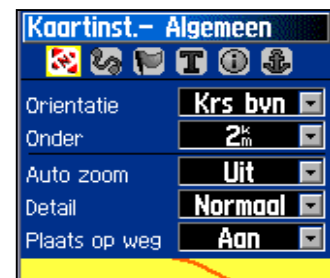 Kaartinst.– Algemeen
T i
Orientatie Krs bvn
Onder 2km
Auto zoom Uit
Detail Normaal
Plaats op weg Aan